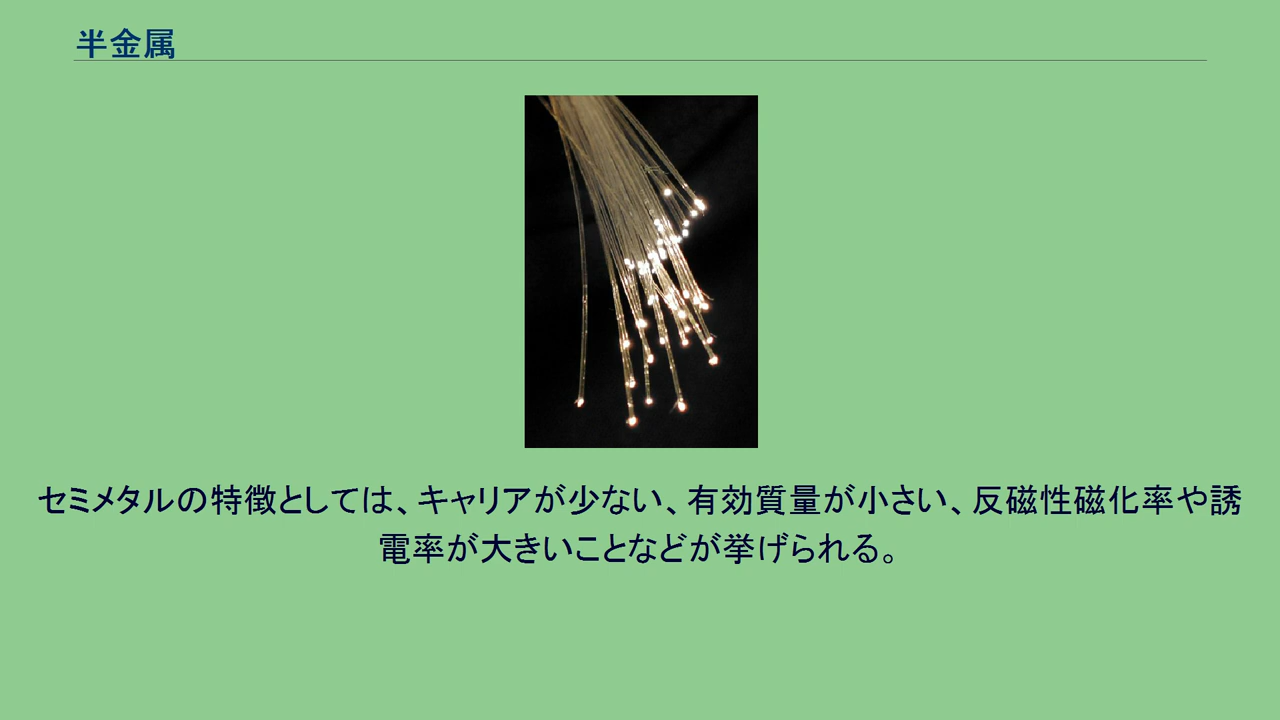 半金属
セミメタルの特徴としては、キャリアが少ない、有効質量が小さい、反磁性磁化率や誘
電率が大きいことなどが挙げられる。